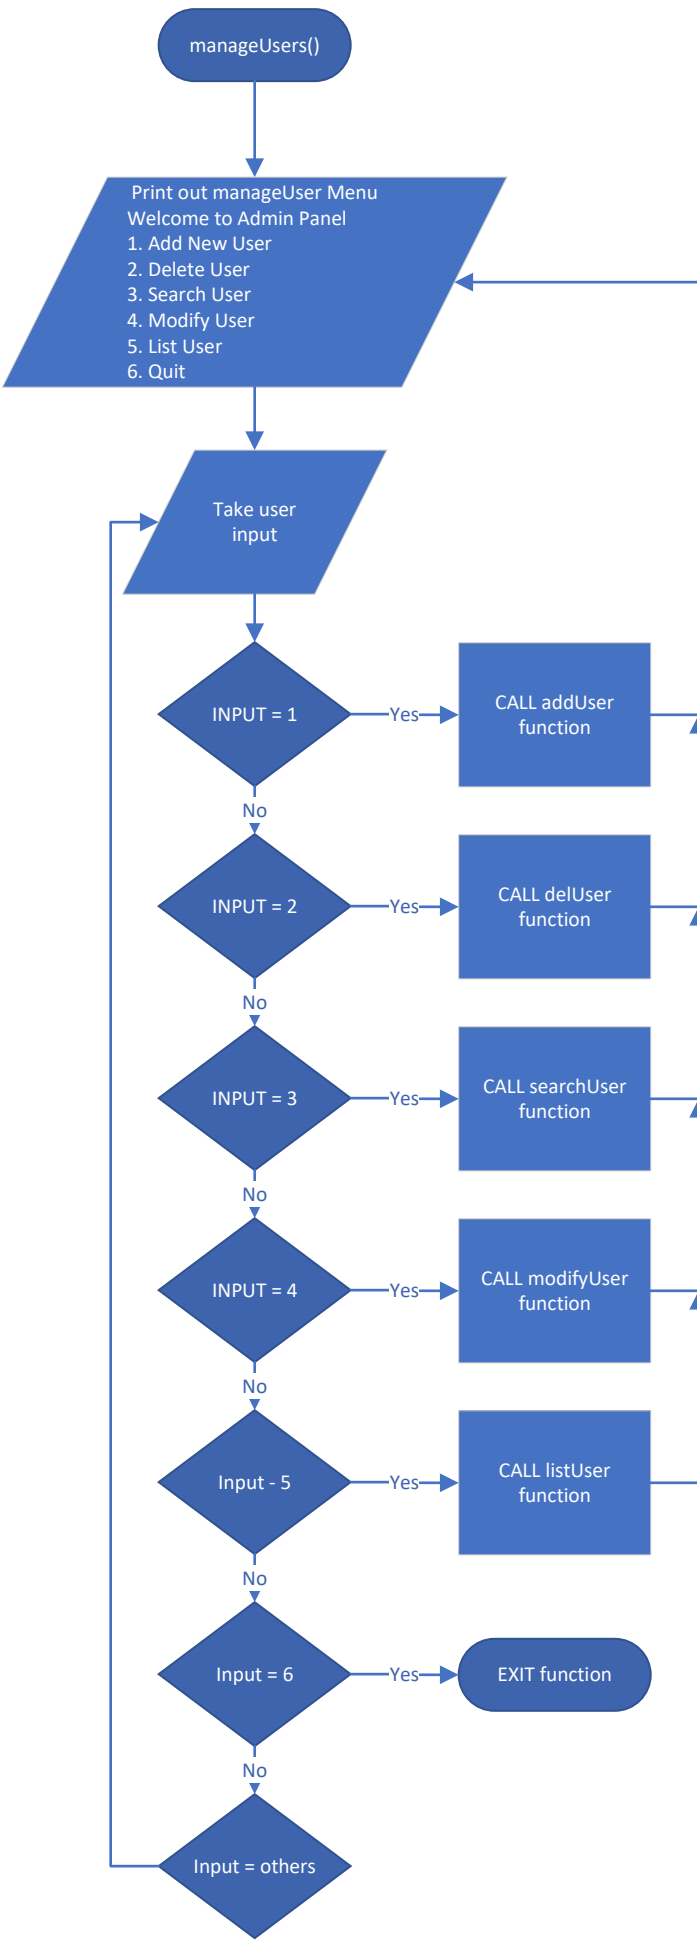 manageUsers()
Print out manageUser Menu
Welcome to Admin Panel
1. Add New User
2. Delete User
3. Search User
4. Modify User
5. List User
6. Quit
Take user
input
INPUT = 1
Yes
CALL addUser
function
No
INPUT = 2
Yes
CALL delUser
function
No
INPUT = 3
Yes
CALL searchUser
function
No
INPUT = 4
Yes
CALL modifyUser
function
No
Input - 5
Yes
CALL listUser
function
No
Input = 6
Yes
EXIT function
No
Input = others